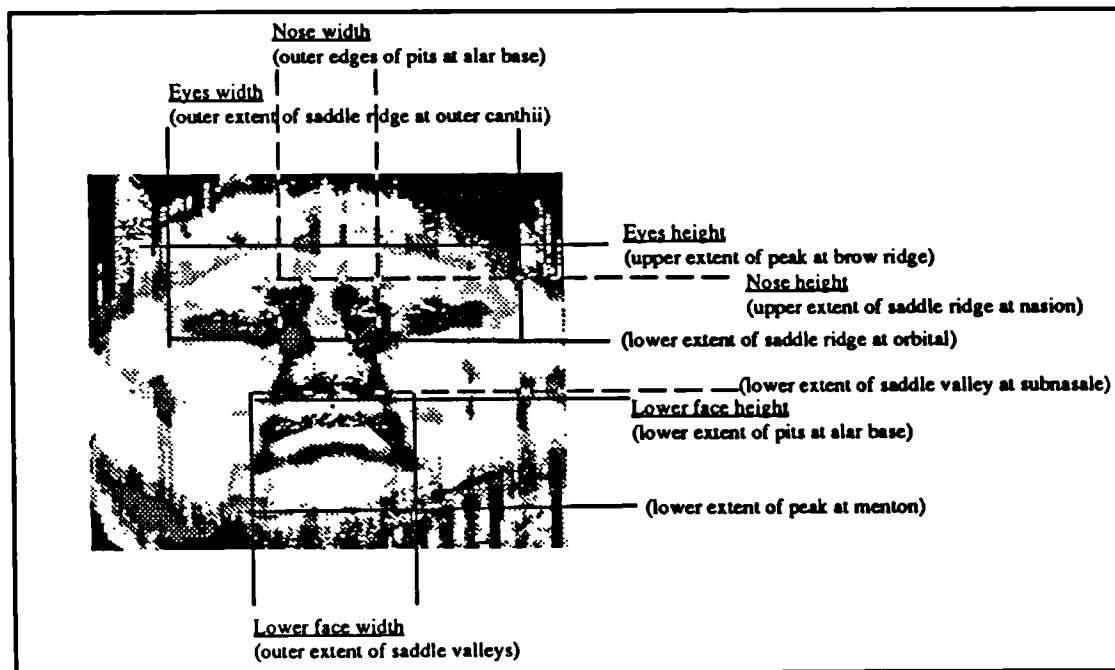 Nose width
(outer edges of pits at alar base)
Eyes width
(outer extent of saddle ridge at outer canthii)
Eyes height
(upper extent of peak at brow ridge)
Nose height
(upper extent of saddle ridge at nasion)
(lower extent of saddle ridge at orbital)
(lower extent of saddle valley at subnasale)
Lower face height
(lower extent of pits at alar base)
(lower extent of peak at menton)
Lower face width
(outer extent of saddle valleys)